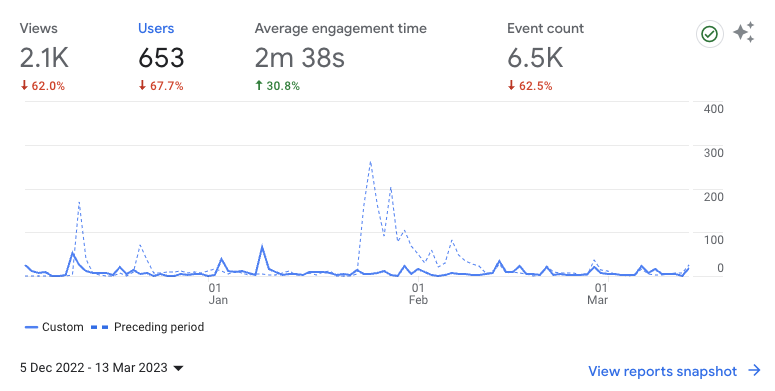 Views Users Average engagement time Event count
2.1K 653 2m 38s 6.5K
↓ 62.0% ↓ 67.7% ↑ 30.8% ↓ 62.5%
400
300
200
100
0
01 01 01
Jan Feb Mar
Custom Preceding period
5 Dec 2022 - 13 Mar 2023
View reports snapshot →